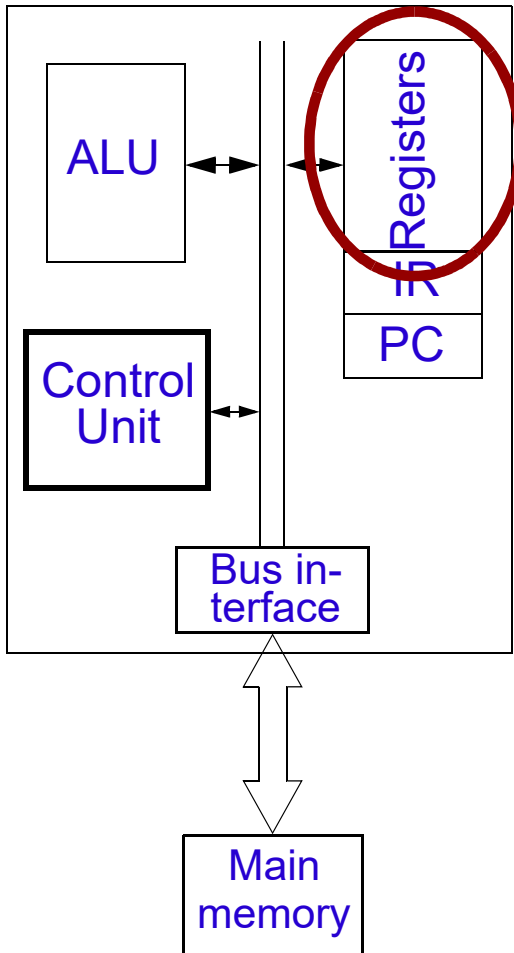 ALU
Registers
IR
PC
Control
Unit
Bus in-
terface
Main
memory